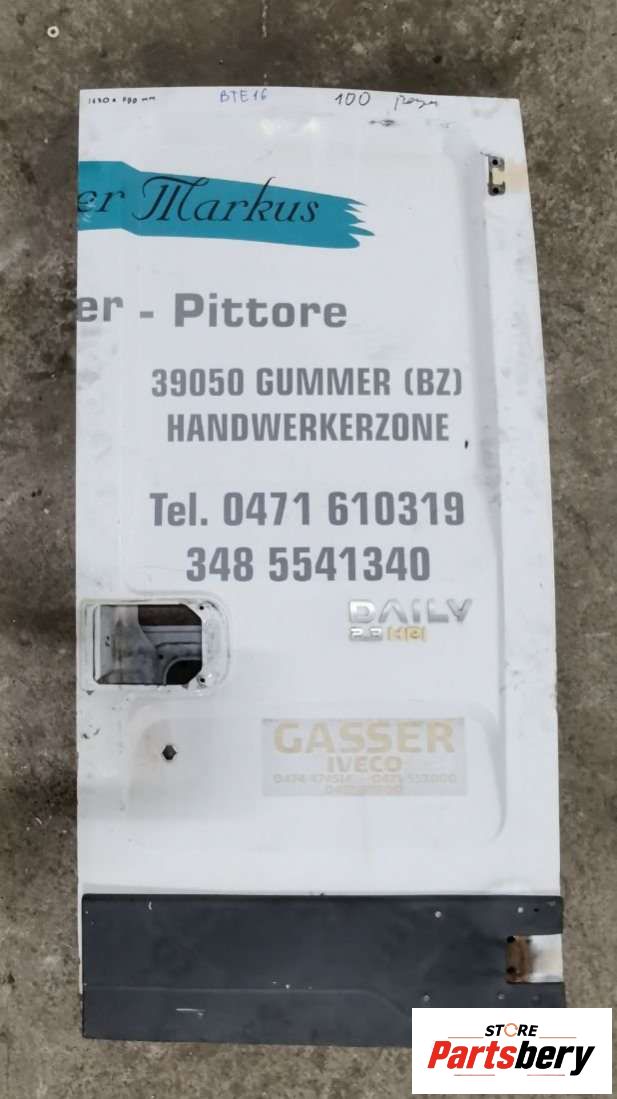 BTE16
100
er Markus
er - Pittore
39050 GUMMER (BZ)
HANDWERKERZONE
Tel. 0471 610319
348 5541340
DAILY
HPI
GASSER
IVECO
STORE
Partsbery